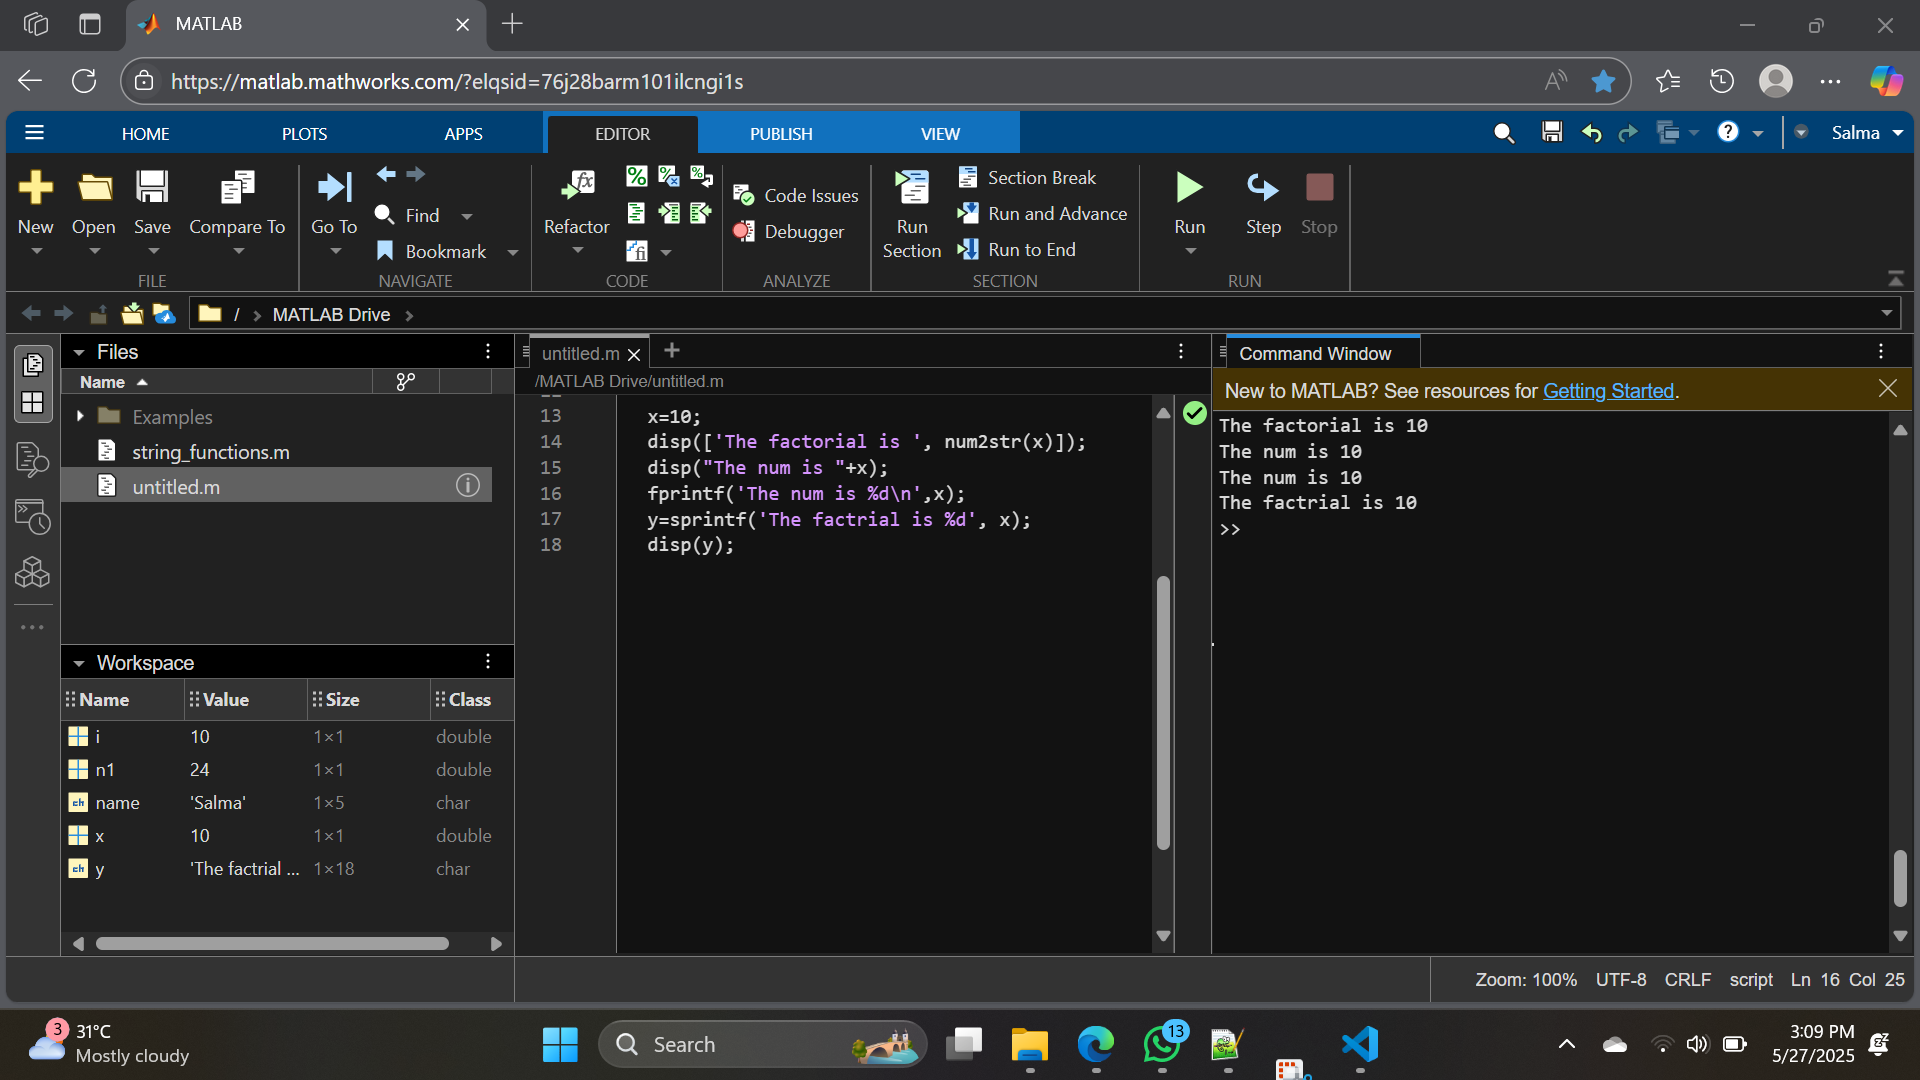 MATLAB
https://matlab.mathworks.com/?elqsid=76j28barm101ilcngi1s
HOME PLOTS APPS EDITOR PUBLISH VIEW
Salma
New Open Save Compare To
FILE
Go To Find Bookmark
NAVIGATE
Refactor
CODE
Code Issues
Debugger
ANALYZE
Run Section
Section Break
Run and Advance
Run to End
SECTION
Run Step Stop
RUN
/ > MATLAB Drive >
Files
Name
Examples
string_functions.m
untitled.m
Workspace
Name Value Size Class
i 10 1×1 double
n1 24 1×1 double
name 'Salma' 1×5 char
x 10 1×1 double
y 'The factrial ... 1×18 char
untitled.m
/MATLAB Drive/untitled.m
13 x=10;
14 disp(['The factorial is ', num2str(x)]);
15 disp("The num is "+x);
16 fprintf('The num is %d\n',x);
17 y=sprintf('The factrial is %d', x);
18 disp(y);
Command Window
New to MATLAB? See resources for Getting Started.
The factorial is 10
The num is 10
The num is 10
The factrial is 10
>>
Zoom: 100% UTF-8 CRLF script Ln 16 Col 25
3
31°C
Mostly cloudy
Search
13
3:09 PM
5/27/2025